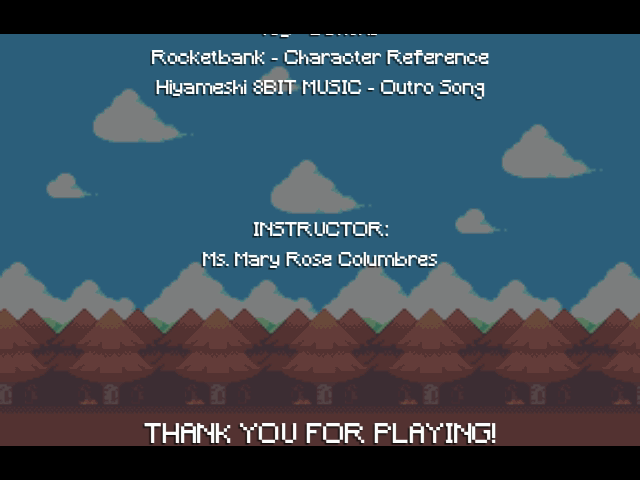 Rocketbank - Character Reference
Hiyameshi 8BIT MUSIC - Outro Song
INSTRUCTOR:
Ms. Mary Rose Columbres
THANK YOU FOR PLAYING!